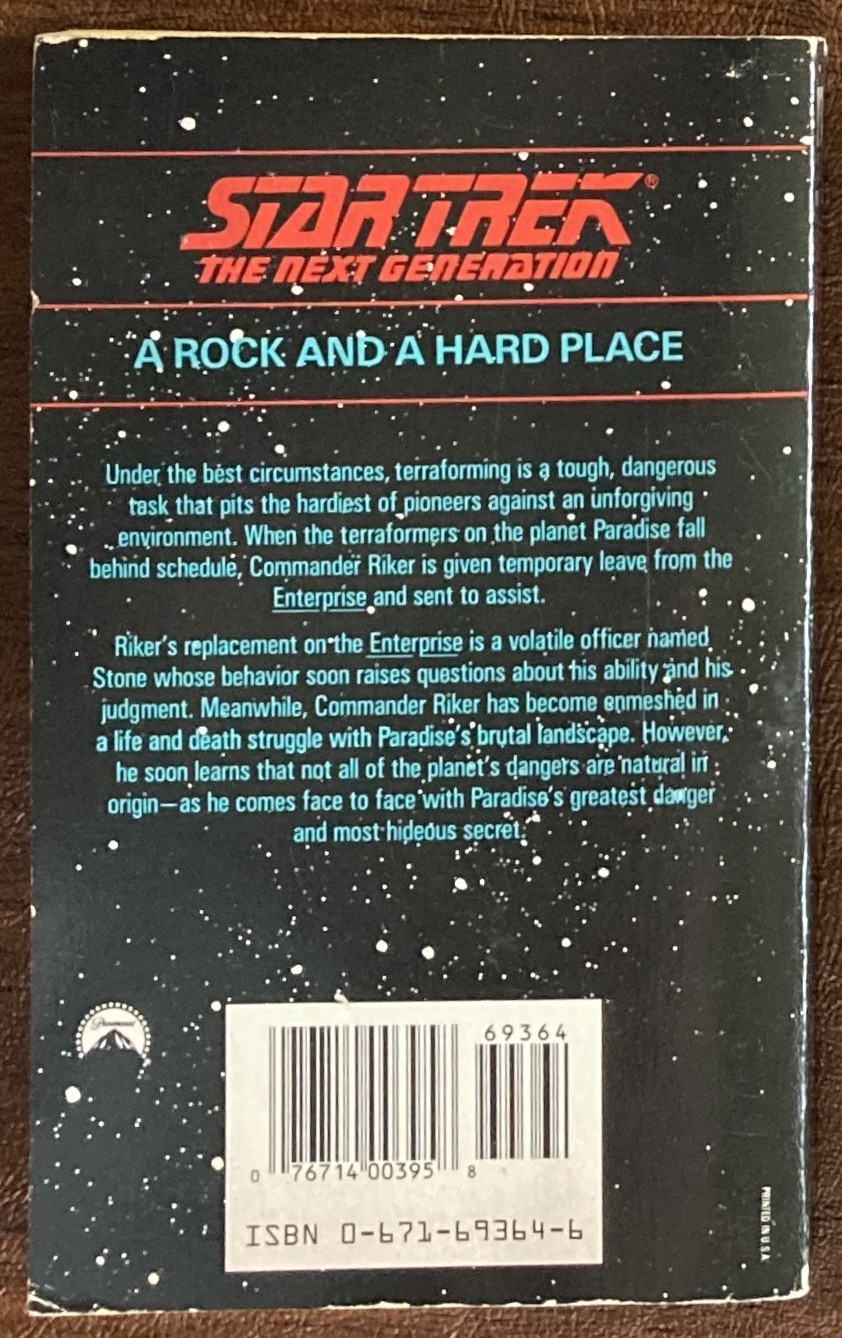 STAR TREK®
THE NEXT GENERATION
A ROCK AND A HARD PLACE
Under the best circumstances, terraforming is a tough, dangerous
task that pits the hardiest of pioneers against an unforgiving
environment. When the terraformers on the planet Paradise fall
behind schedule, Commander Riker is given temporary leave from the
Enterprise and sent to assist.
Riker's replacement on the Enterprise is a volatile officer named
Stone whose behavior soon raises questions about his ability and his
judgment. Meanwhile, Commander Riker has become enmeshed in
a life and death struggle with Paradise's brutal landscape. However,
he soon learns that not all of the planet's dangers are natural in
origin—as he comes face to face with Paradise's greatest danger
and most hideous secret.
Paramount
69364
0 76714 00395 8
ISBN 0-671-69364-6
PRINTED IN U.S.A.